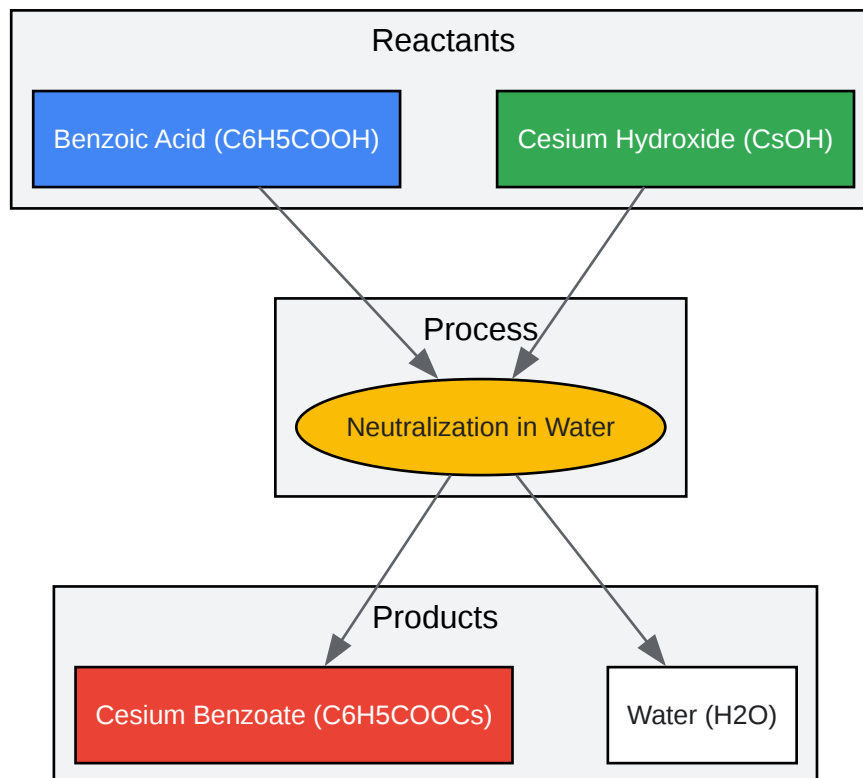 Reactants
Benzoic Acid (C6H5COOH)
Cesium Hydroxide (CsOH)
Process
Neutralization in Water
Products
Cesium Benzoate (C6H5COOCs)
Water (H2O)